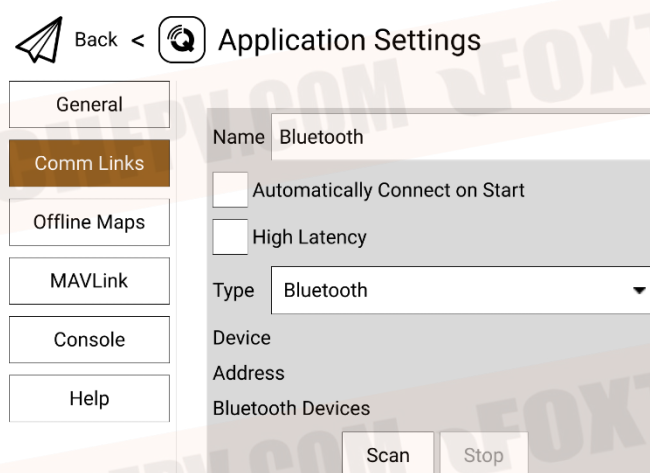 Back < Application Settings
General
Name Bluetooth
Comm Links
Automatically Connect on Start
Offline Maps
High Latency
MAVLink
Type Bluetooth
Console
Device
Address
Help
Bluetooth Devices
Scan Stop